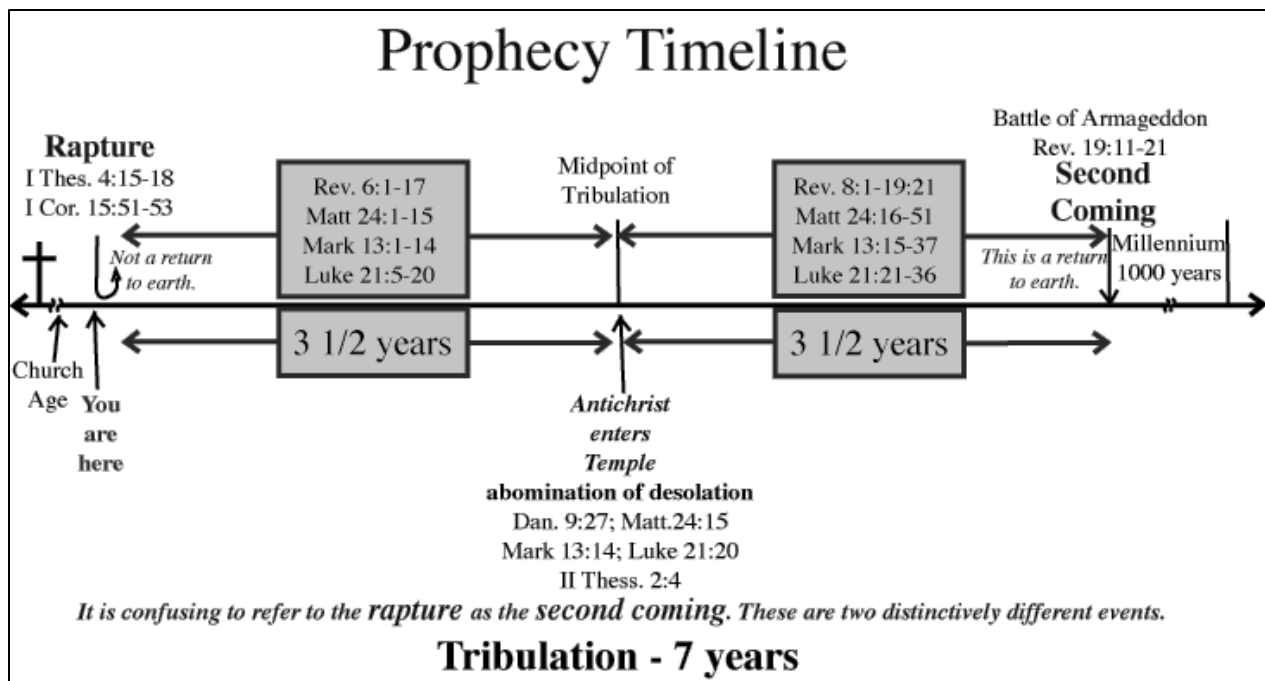 Prophecy Timeline
Rapture
I Thes. 4:15-18
I Cor. 15:51-53
Not a return
to earth.
Rev. 6:1-17
Matt 24:1-15
Mark 13:1-14
Luke 21:5-20
Midpoint of
Tribulation
Rev. 8:1-19:21
Matt 24:16-51
Mark 13:15-37
Luke 21:21-36
Battle of Armageddon
Rev. 19:11-21
Second
Coming
This is a return
to earth.
Millennium
1000 years
Church
Age
You
are
here
3 1/2 years
Antichrist
enters
Temple
abomination of desolation
Dan. 9:27; Matt.24:15
Mark 13:14; Luke 21:20
II Thess. 2:4
3 1/2 years
It is confusing to refer to the rapture as the second coming. These are two distinctively different events.
Tribulation - 7 years